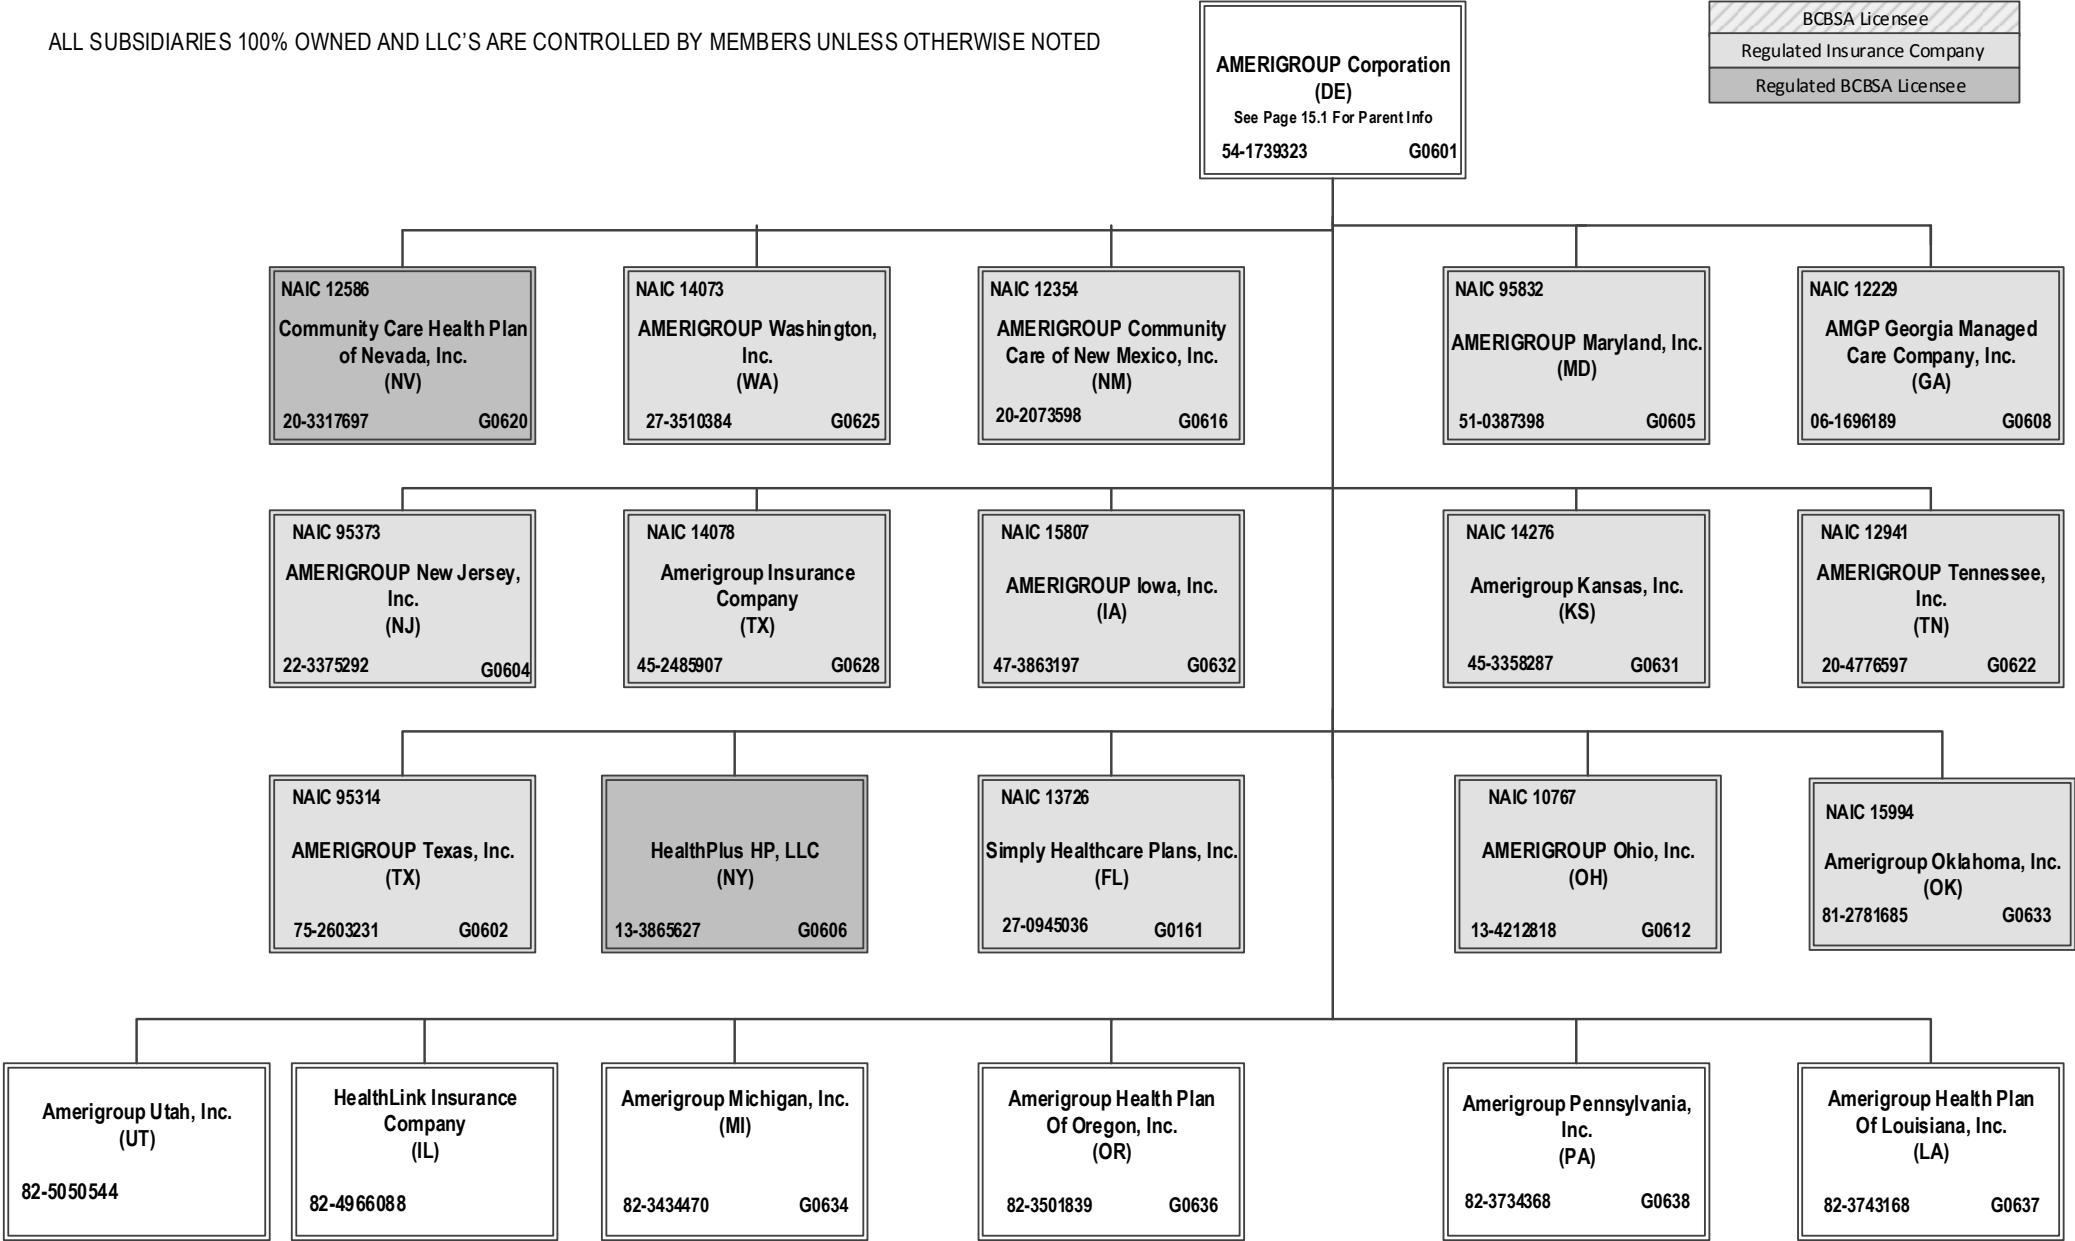 ALL SUBSIDIARIES 100% OWNED AND LLC'S ARE CONTROLLED BY MEMBERS UNLESS OTHERWISE NOTED
AMERIGROUP Corporation
(DE)
See Page 15.1 For Parent Info
54-1739323 G0601
BCBSA Licensee
Regulated Insurance Company
Regulated BCBSA Licensee
NAIC 12586
Community Care Health Plan
of Nevada, Inc.
(NV)
20-3317697 G0620
NAIC 14073
AMERIGROUP Washington,
Inc.
(WA)
27-3510384 G0625
NAIC 12354
AMERIGROUP Community
Care of New Mexico, Inc.
(NM)
20-2073598 G0616
NAIC 95832
AMERIGROUP Maryland, Inc.
(MD)
51-0387398 G0605
NAIC 12229
AMGP Georgia Managed
Care Company, Inc.
(GA)
06-1696189 G0608
NAIC 95373
AMERIGROUP New Jersey,
Inc.
(NJ)
22-3375292 G0604
NAIC 14078
Amerigroup Insurance
Company
(TX)
45-2485907 G0628
NAIC 15807
AMERIGROUP Iowa, Inc.
(IA)
47-3863197 G0632
NAIC 14276
Amerigroup Kansas, Inc.
(KS)
45-3358287 G0631
NAIC 12941
AMERIGROUP Tennessee,
Inc.
(TN)
20-4776597 G0622
NAIC 95314
AMERIGROUP Texas, Inc.
(TX)
75-2603231 G0602
HealthPlus HP, LLC
(NY)
13-3865627 G0606
NAIC 13726
Simply Healthcare Plans, Inc.
(FL)
27-0945036 G0161
NAIC 10767
AMERIGROUP Ohio, Inc.
(OH)
13-4212818 G0612
NAIC 15994
Amerigroup Oklahoma, Inc.
(OK)
81-2781685 G0633
Amerigroup Utah, Inc.
(UT)
82-5050544
HealthLink Insurance
Company
(IL)
82-4966088
Amerigroup Michigan, Inc.
(MI)
82-3434470 G0634
Amerigroup Health Plan
Of Oregon, Inc.
(OR)
82-3501839 G0636
Amerigroup Pennsylvania,
Inc.
(PA)
82-3734368 G0638
Amerigroup Health Plan
Of Louisiana, Inc.
(LA)
82-3743168 G0637